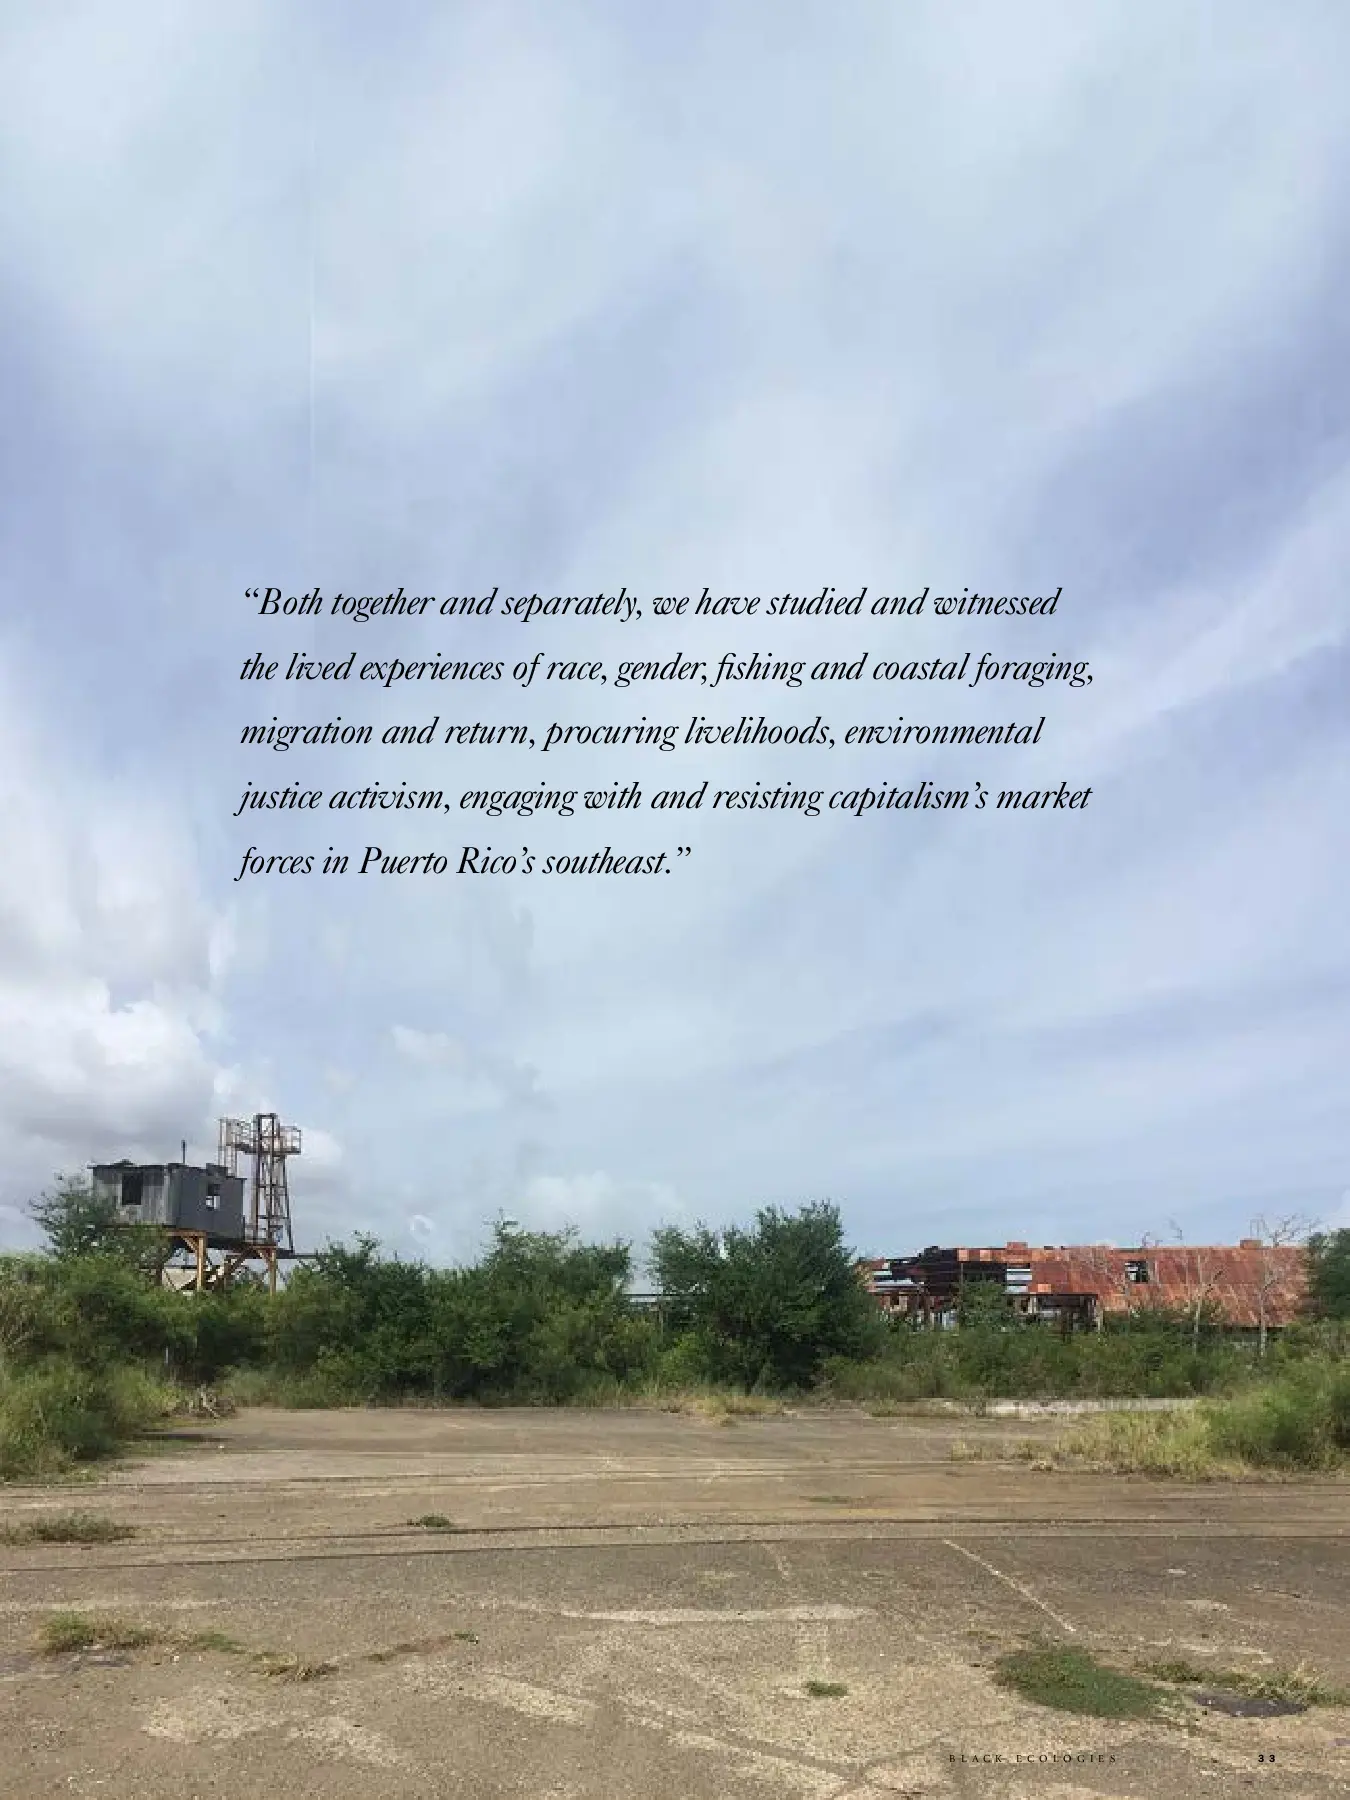 “Both together and separately, we have studied and witnessed
the lived experiences of race, gender, fishing and coastal foraging,
migration and return, procuring livelihoods, environmental
justice activism, engaging with and resisting capitalism’s market
forces in Puerto Rico’s southeast.”
BLACK ECOLOGIES 33